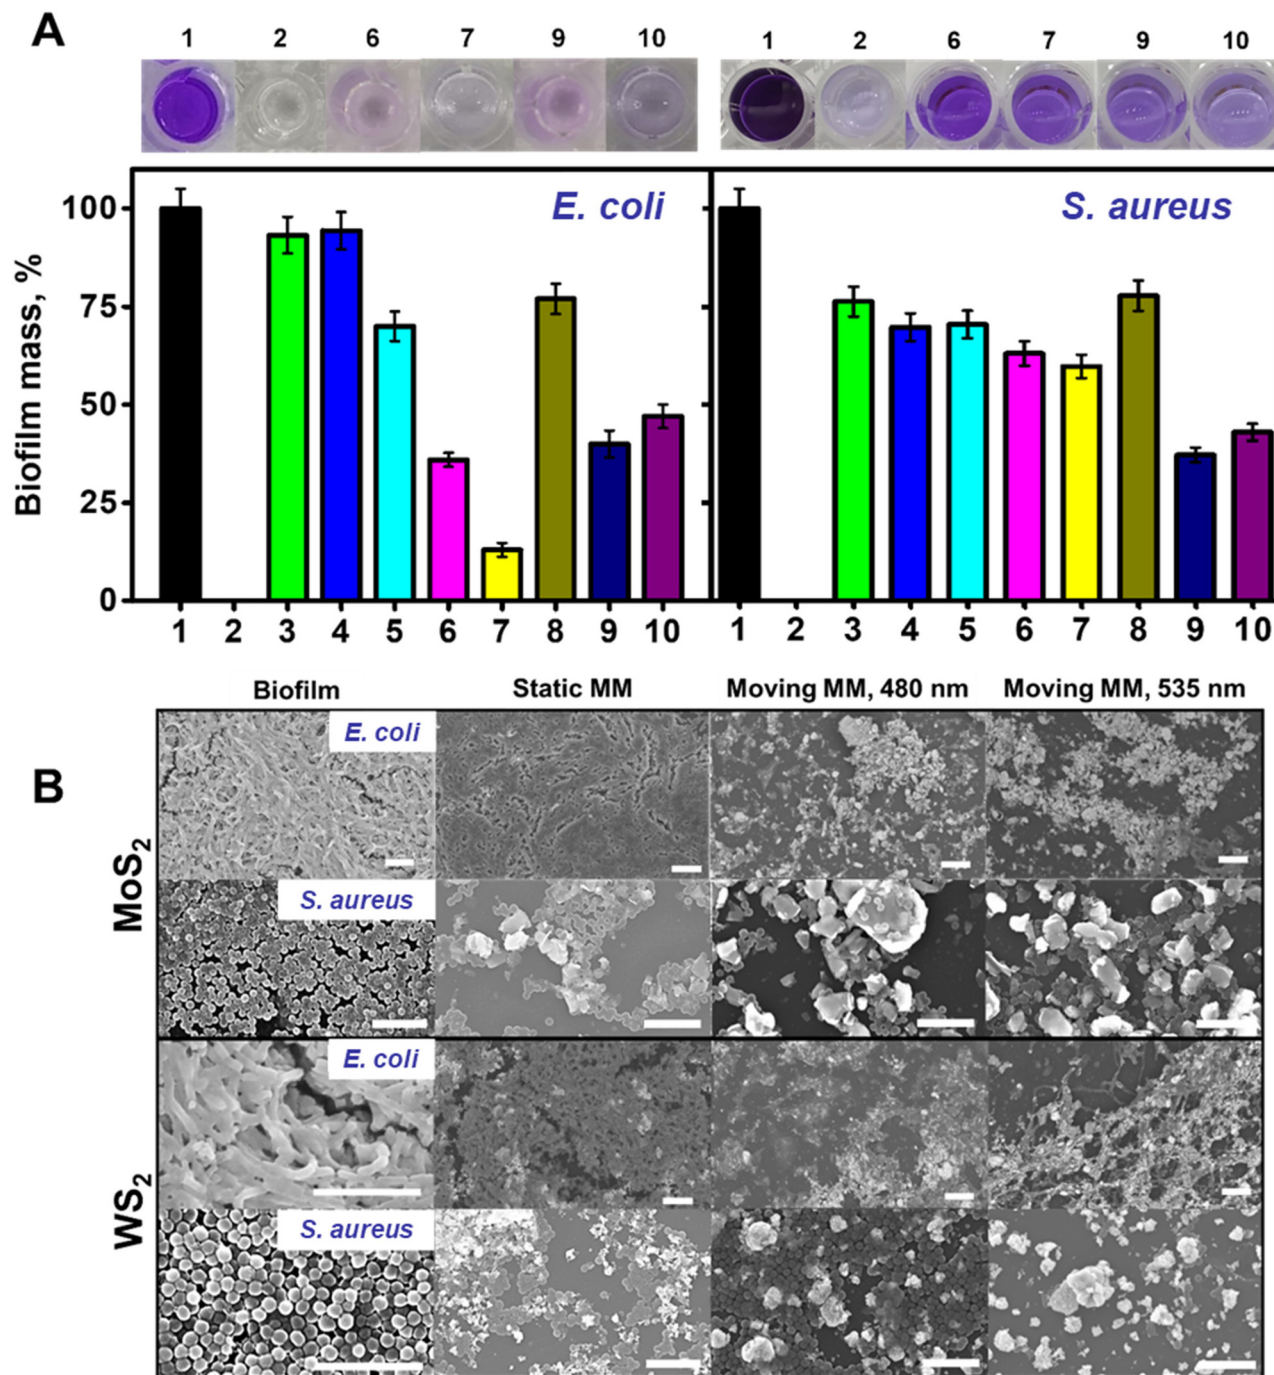 A
1 2 6 7 9 10 1 2 6 7 9 10
E. coli S. aureus
Biofilm mass, %
100
75
50
25
0
1 2 3 4 5 6 7 8 9 10 1 2 3 4 5 6 7 8 9 10
B
Biofilm Static MM Moving MM, 480 nm Moving MM, 535 nm
MoS₂
E. coli
S. aureus
WS₂
E. coli
S. aureus